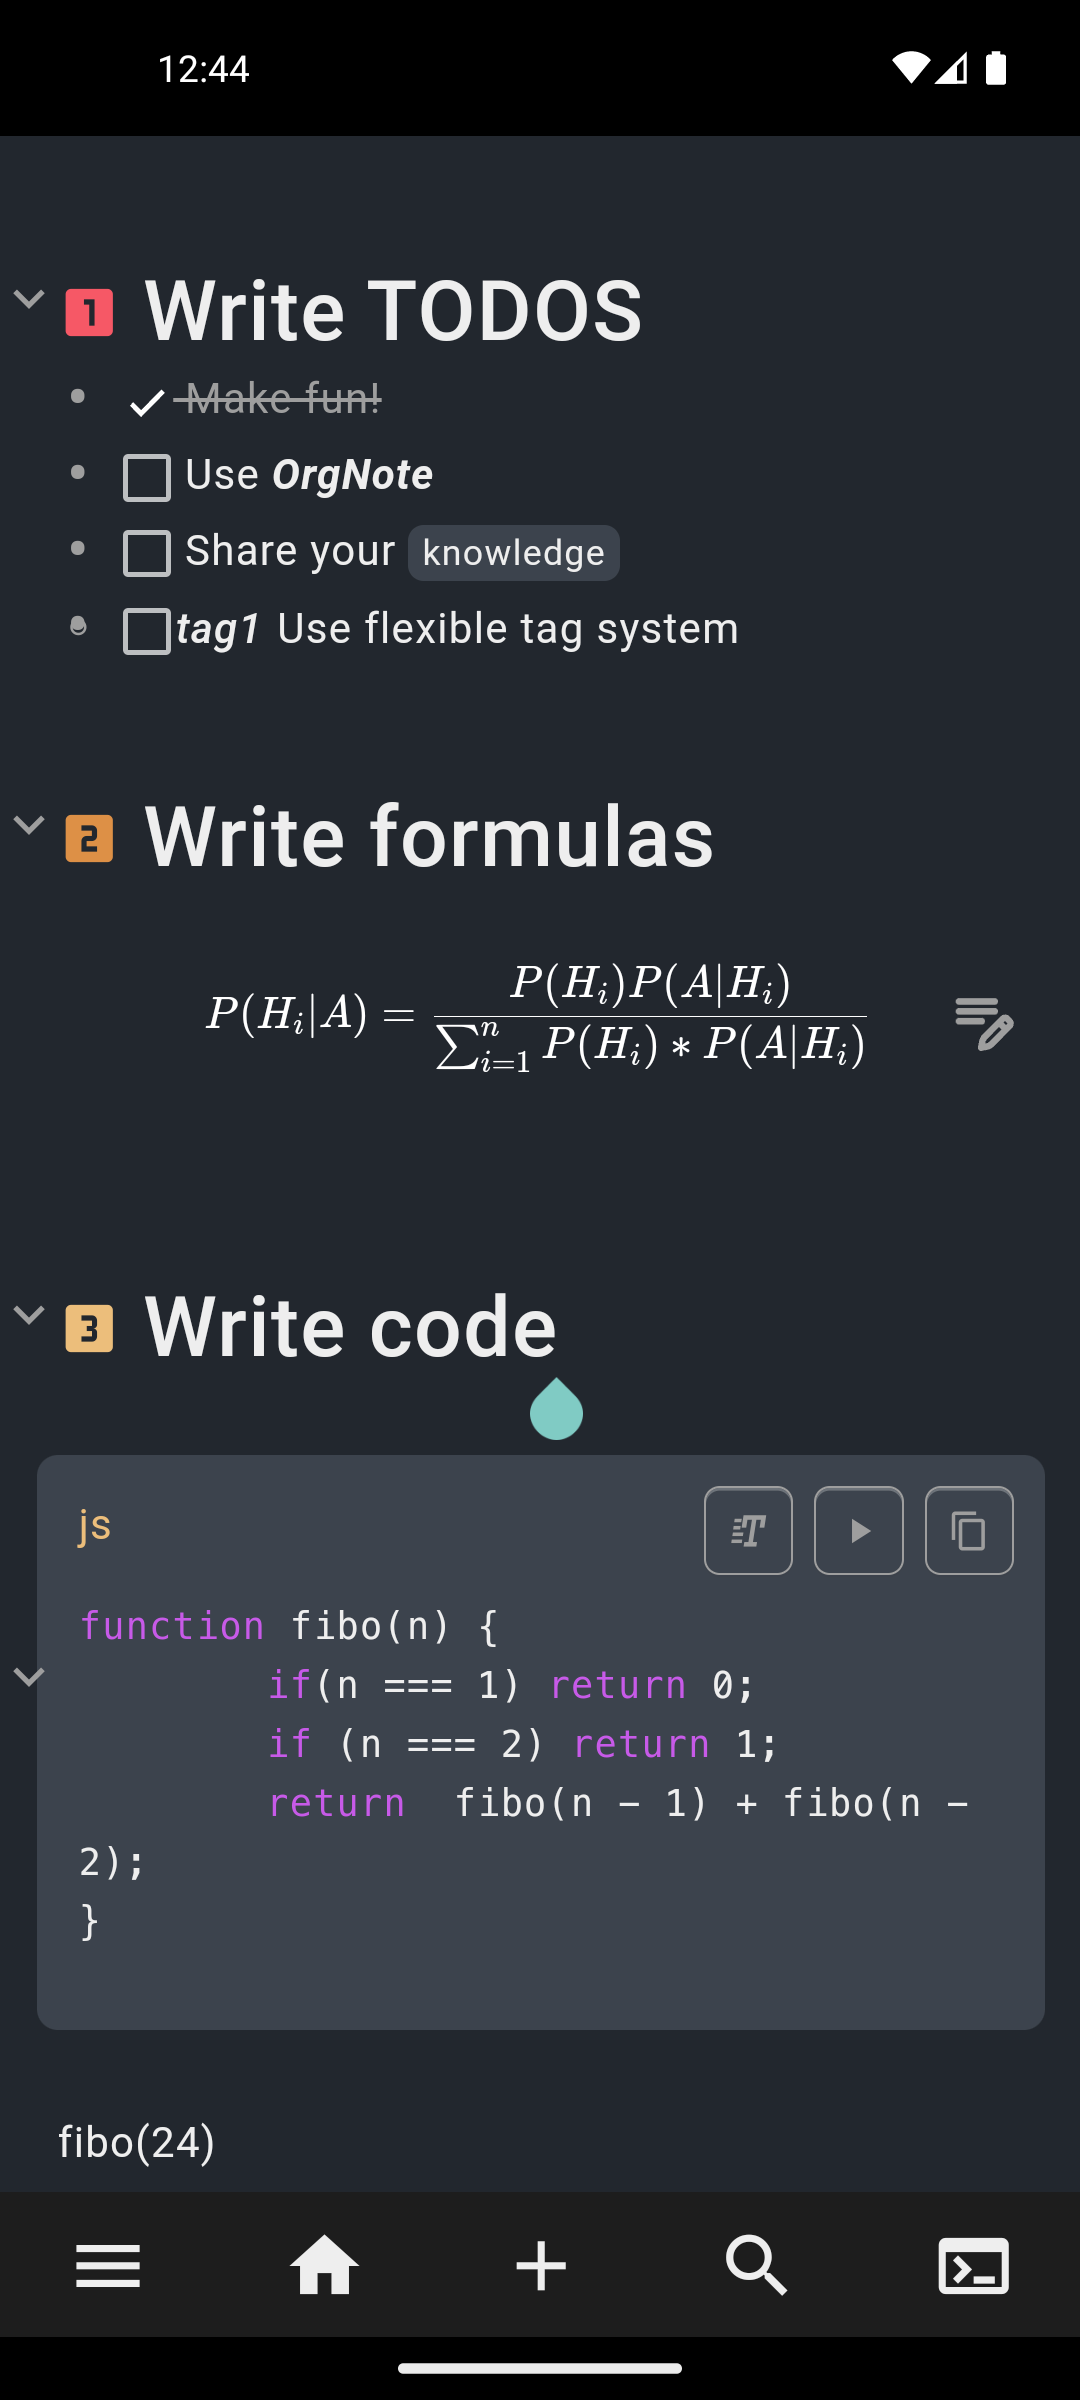 12:44
1 Write TODOS
Make fun!
Use OrgNote
Share your knowledge
tag1 Use flexible tag system
2 Write formulas
P(H_i|A) = \frac{P(H_i)P(A|H_i)}{\sum_{i=1}^{n} P(H_i) * P(A|H_i)}
3 Write code
js
function fibo(n) {
if(n === 1) return 0;
if (n === 2) return 1;
return  fibo(n - 1) + fibo(n -
2);
}
fibo(24)